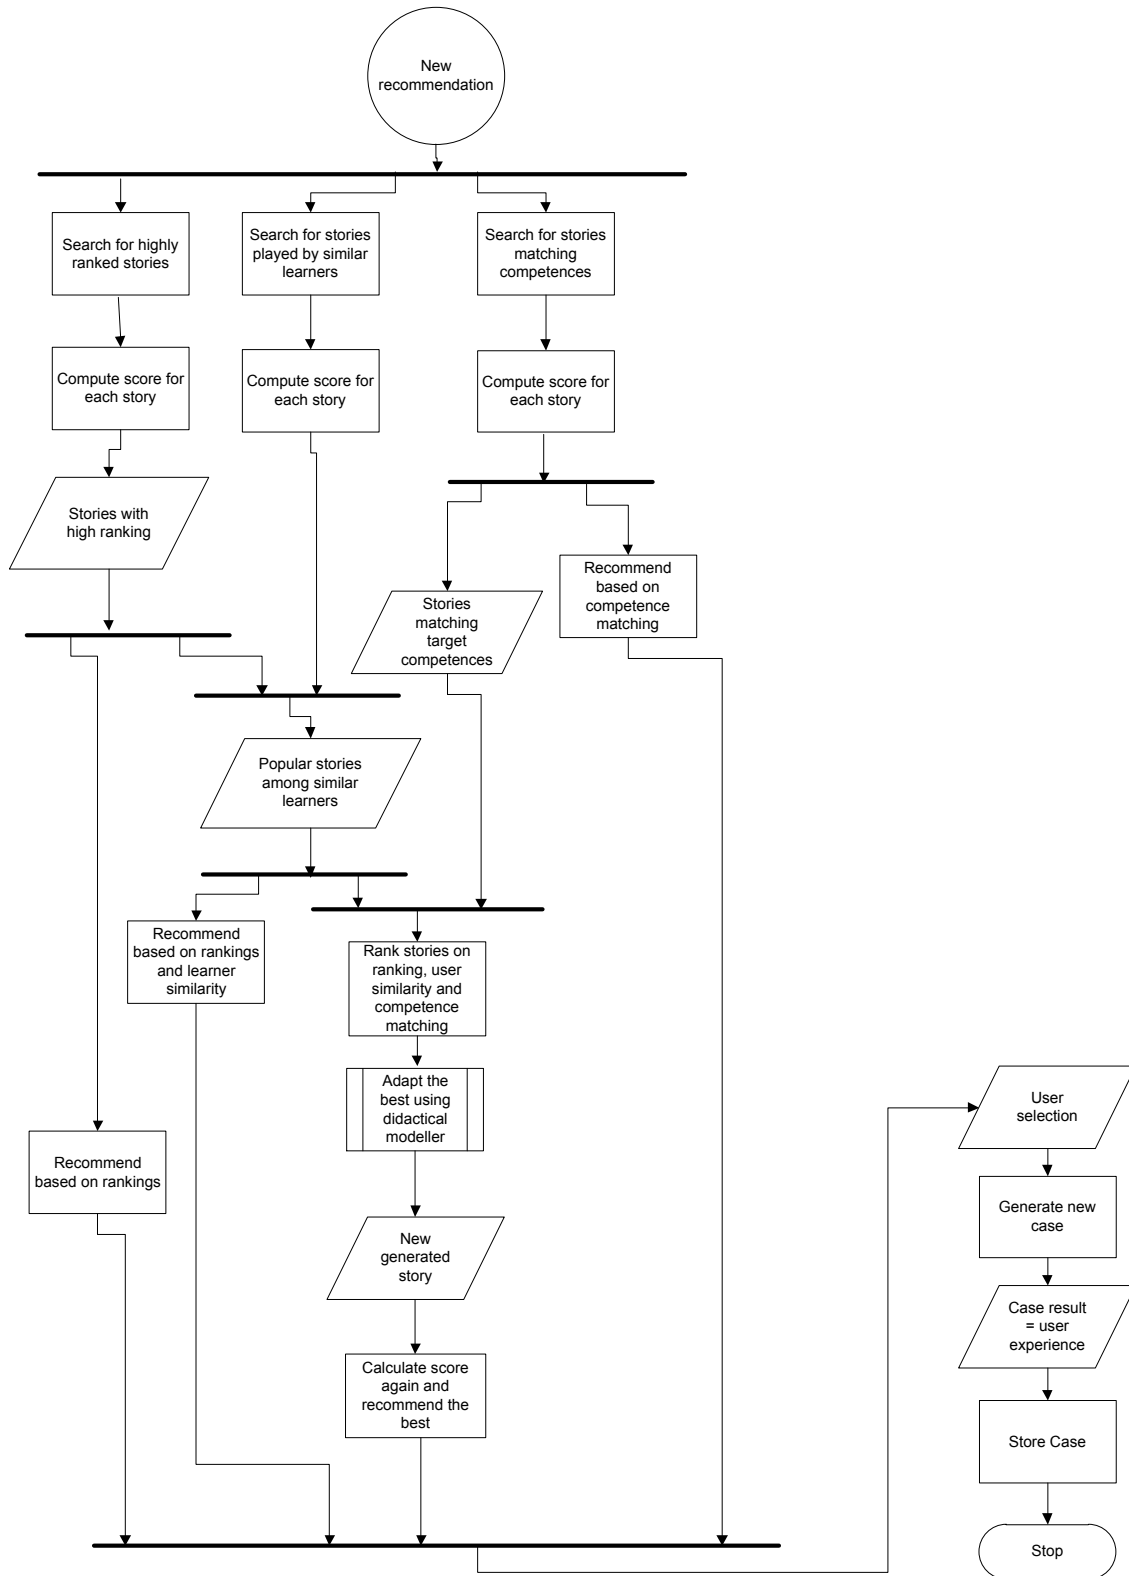 New
recommendation
Search for highly
ranked stories
Search for stories
played by similar
learners
Search for stories
matching
competences
Compute score for
each story
Compute score for
each story
Compute score for
each story
Stories with
high ranking
Recommend
based on
competence
matching
Stories
matching
target
competences
Popular stories
among similar
learners
Recommend
based on rankings
and learner
similarity
Rank stories on
ranking, user
similarity and
competence
matching
Adapt the
best using
didactical
modeller
Recommend
based on rankings
New
generated
story
Calculate score
again and
recommend the
best
User
selection
Generate new
case
Case result
= user
experience
Store Case
Stop